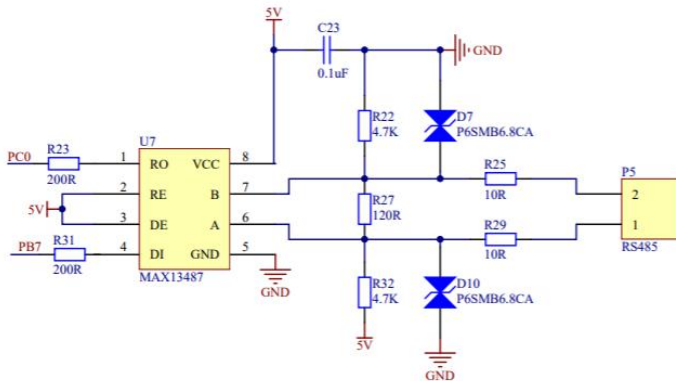 5V
C23
0.1uF
GND
R22
4.7K
D7
P6SMB6.8CA
U7
R23
PC0
200R
1 RO VCC 8
2 RE B 7
3 DE A 6
4 DI GND 5
5V
PB7
R31
200R
MAX13487
GND
R27
120R
R25
10R
R29
10R
P5
2
1
RS485
R32
4.7K
5V
D10
P6SMB6.8CA
GND